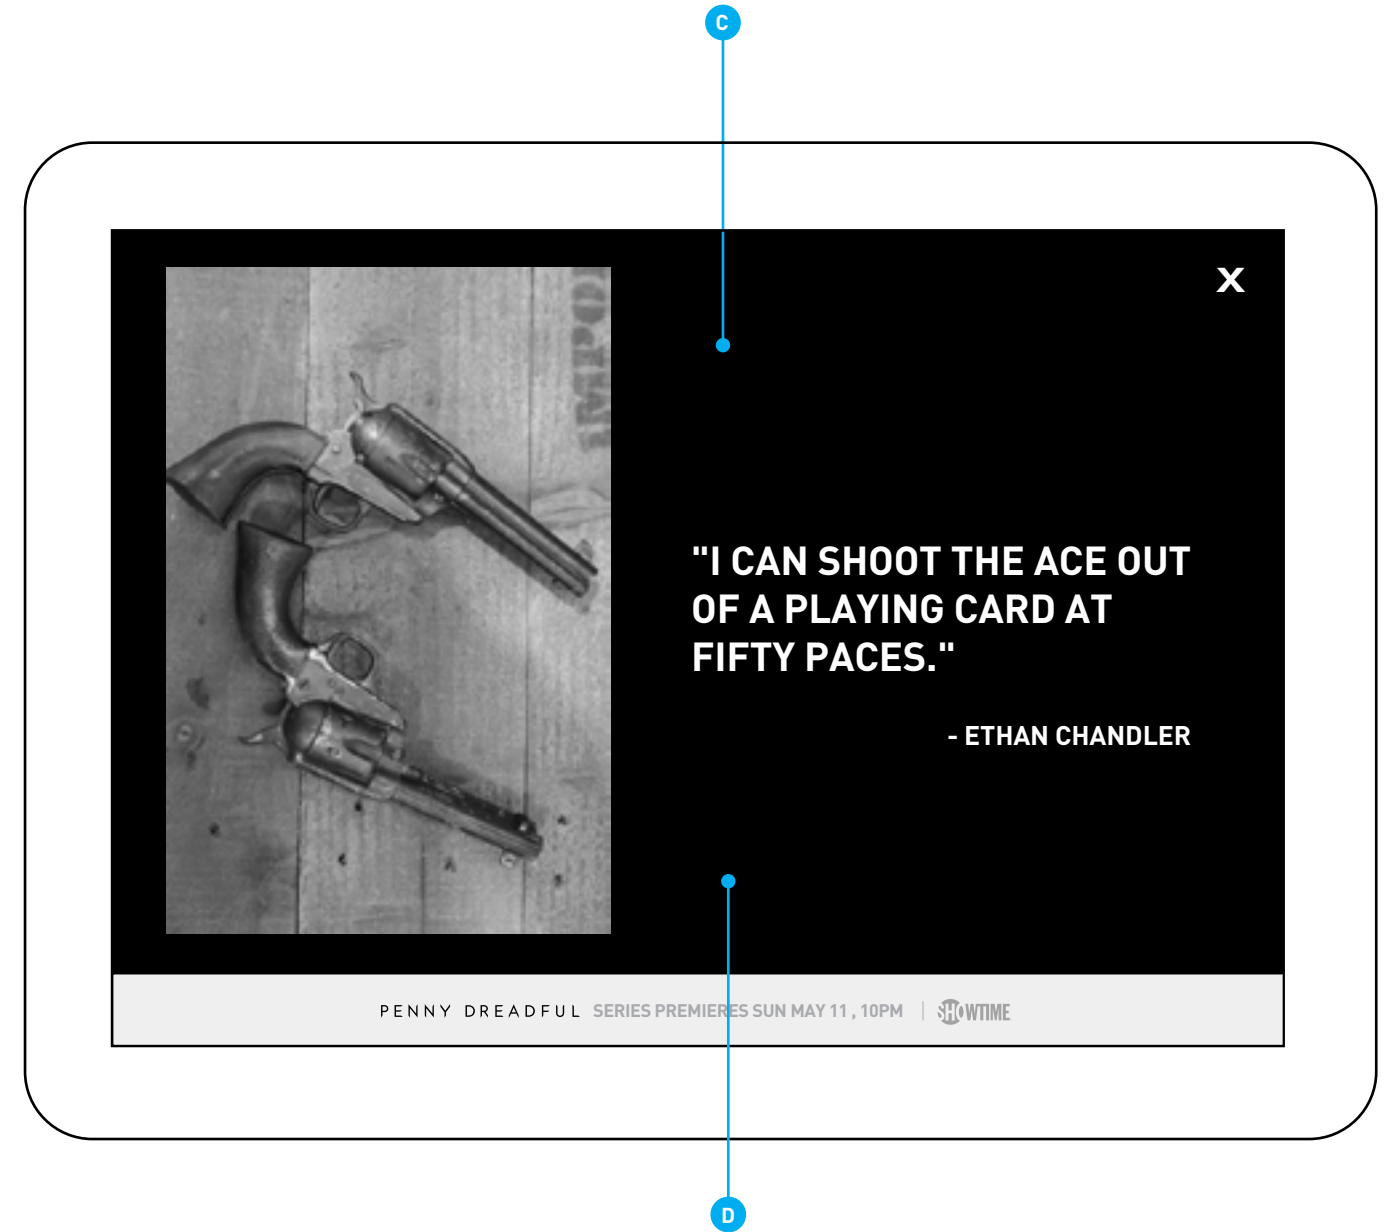 C
X
"I CAN SHOOT THE ACE OUT
OF A PLAYING CARD AT
FIFTY PACES."
- ETHAN CHANDLER
PENNY DREADFUL SERIES PREMIERES SUN MAY 11 , 10PM | SHOWTIME
D